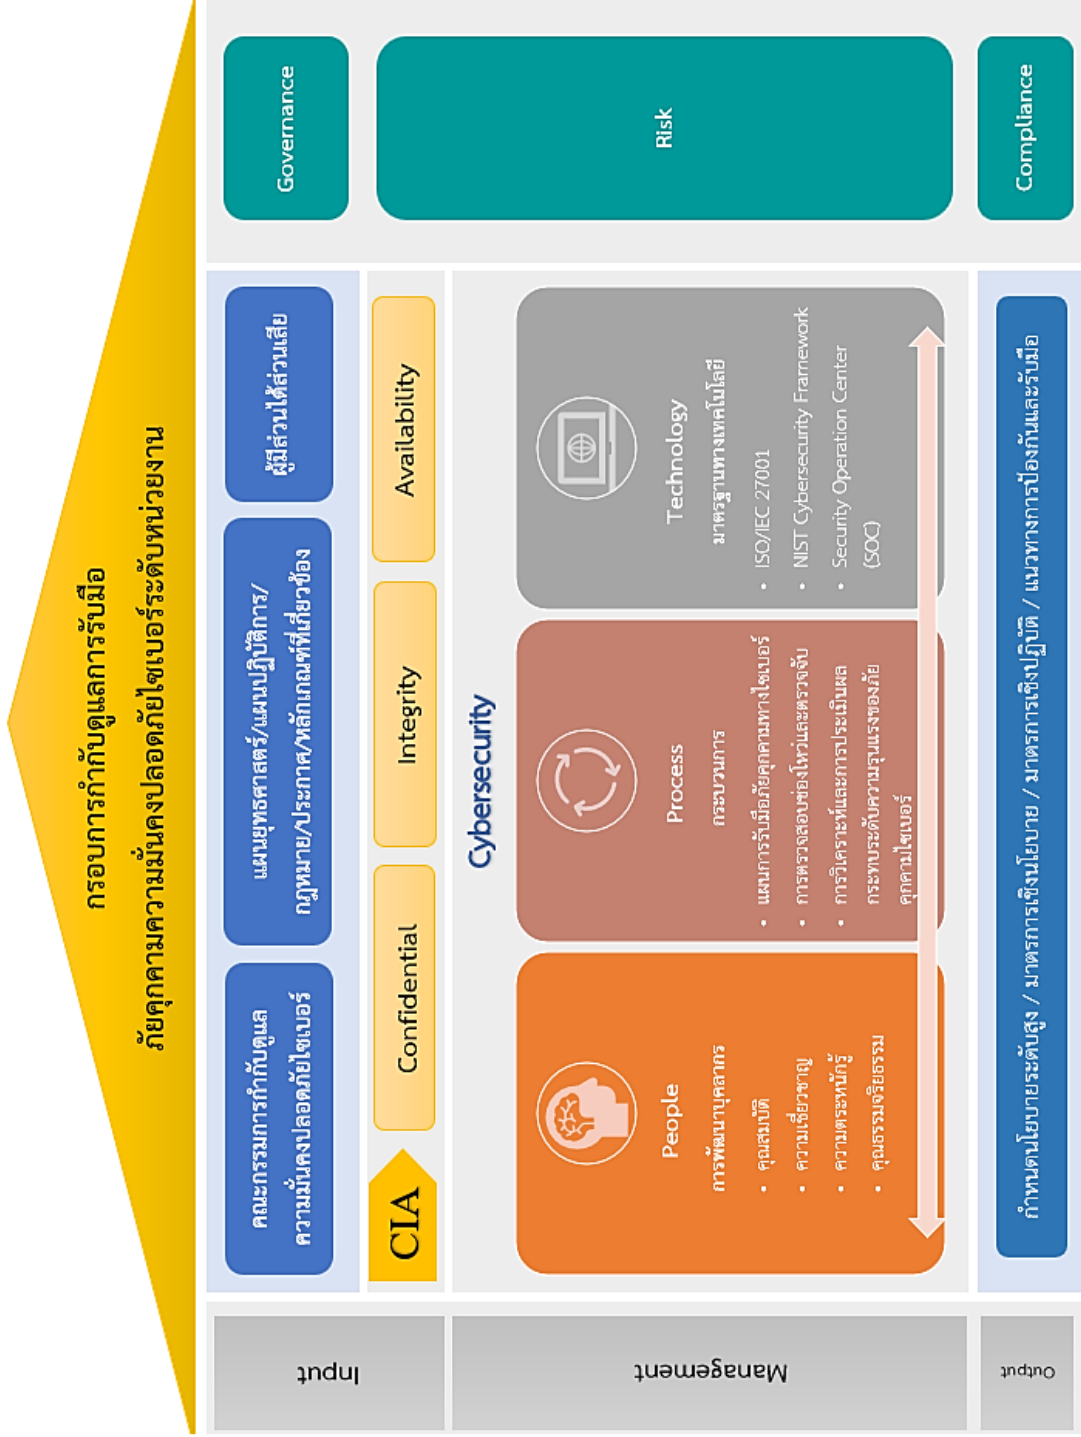 กรอบการกำกับดูแลการรับมือ
ภัยคุกคามความมั่นคงปลอดภัยไซเบอร์ระดับหน่วยงาน
Input
คณะกรรมการกำกับดูแล
ความมั่นคงปลอดภัยไซเบอร์
แผนยุทธศาสตร์/แผนปฏิบัติการ/
กฎหมาย/ประกาศ/หลักเกณฑ์ที่เกี่ยวข้อง
ผู้มีส่วนได้ส่วนเสีย
Governance
CIA
Confidential
Integrity
Availability
Management
Cybersecurity
People
การพัฒนาบุคลากร
• คุณสมบัติ
• ความเชี่ยวชาญ
• ความตระหนักรู้
• คุณธรรมจริยธรรม
Process
กระบวนการ
• แผนการรับมือภัยคุกคามทางไซเบอร์
• การตรวจสอบช่องโหว่และตรวจจับ
• การวิเคราะห์และการประเมินผล
กระทบระดับความรุนแรงของภัย
คุกคามไซเบอร์
Technology
มาตรฐานทางเทคโนโลยี
• ISO/IEC 27001
• NIST Cybersecurity Framework
• Security Operation Center
(SOC)
Risk
Output
กำหนดนโยบายระดับสูง / มาตรการเชิงนโยบาย / มาตรการเชิงปฏิบัติ / แนวทางการป้องกันและรับมือ
Compliance